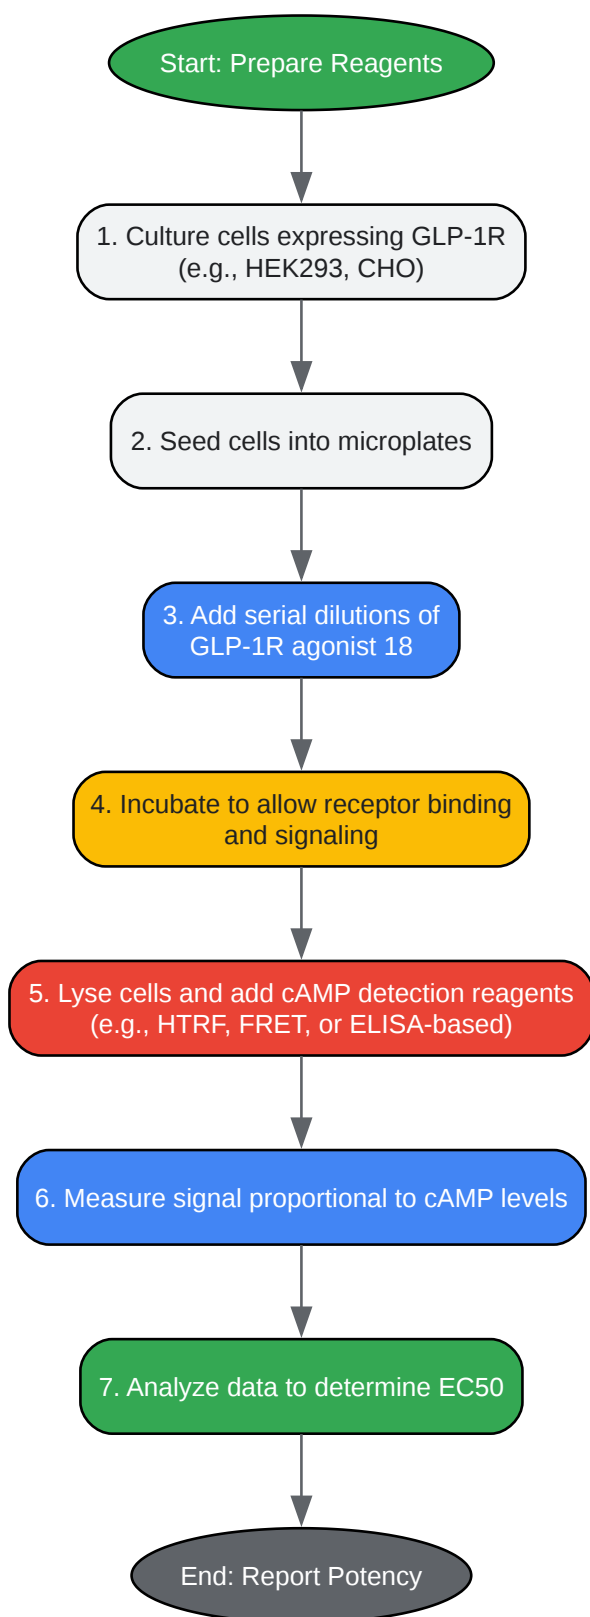 Start: Prepare Reagents
1. Culture cells expressing GLP-1R
(e.g., HEK293, CHO)
2. Seed cells into microplates
3. Add serial dilutions of
GLP-1R agonist 18
4. Incubate to allow receptor binding
and signaling
5. Lyse cells and add cAMP detection reagents
(e.g., HTRF, FRET, or ELISA-based)
6. Measure signal proportional to cAMP levels
7. Analyze data to determine EC50
End: Report Potency